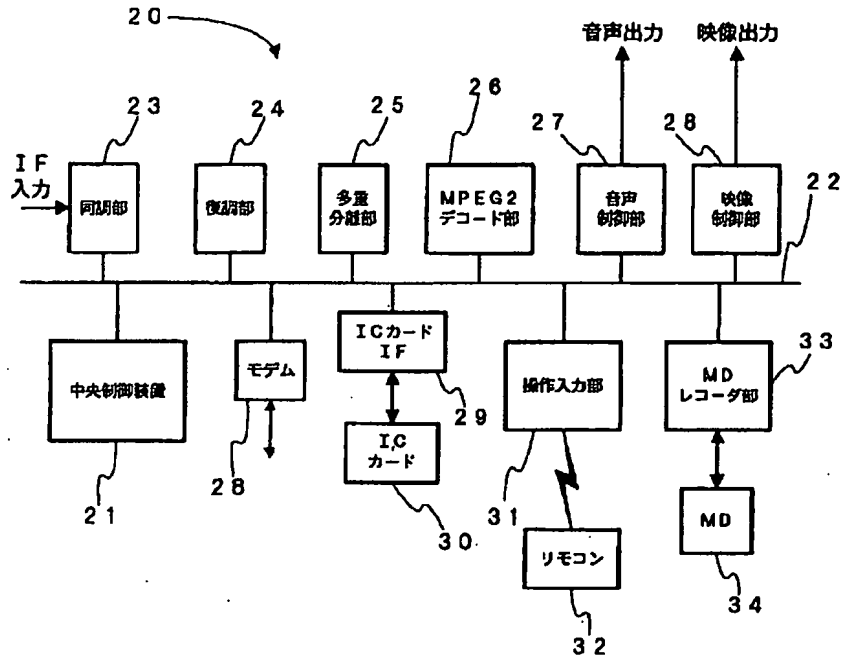 20
音声出力
映像出力
23
24
25
26
27
28
22
IF
入力
同調部
復調部
多重
分離部
MPEG2
デコード部
音声
制御部
映像
制御部
中央制御装置
モデム
ICカード
IF
操作入力部
MD
レコーダ部
33
21
28
29
IC
カード
30
31
リモコン
32
MD
34